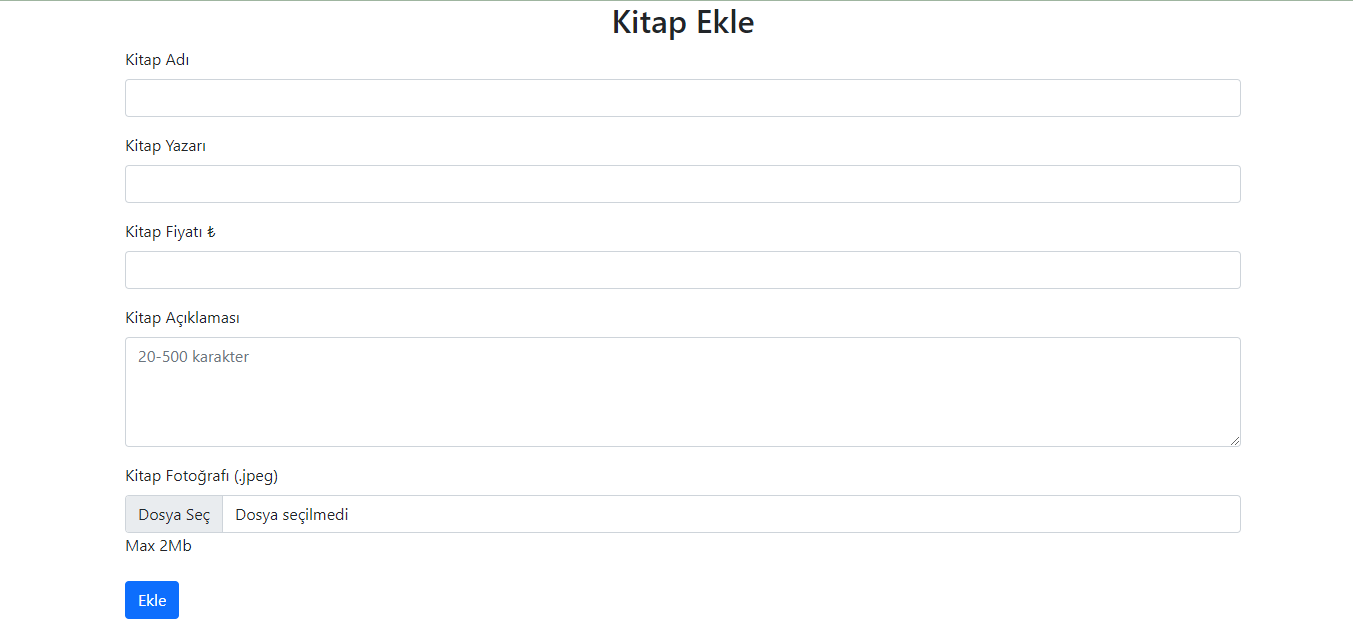 Kitap Ekle
Kitap Adı
Kitap Yazarı
Kitap Fiyatı ₺
Kitap Açıklaması
20-500 karakter
Kitap Fotoğrafı (.jpeg)
Dosya Seç Dosya seçilmedi
Max 2Mb
Ekle